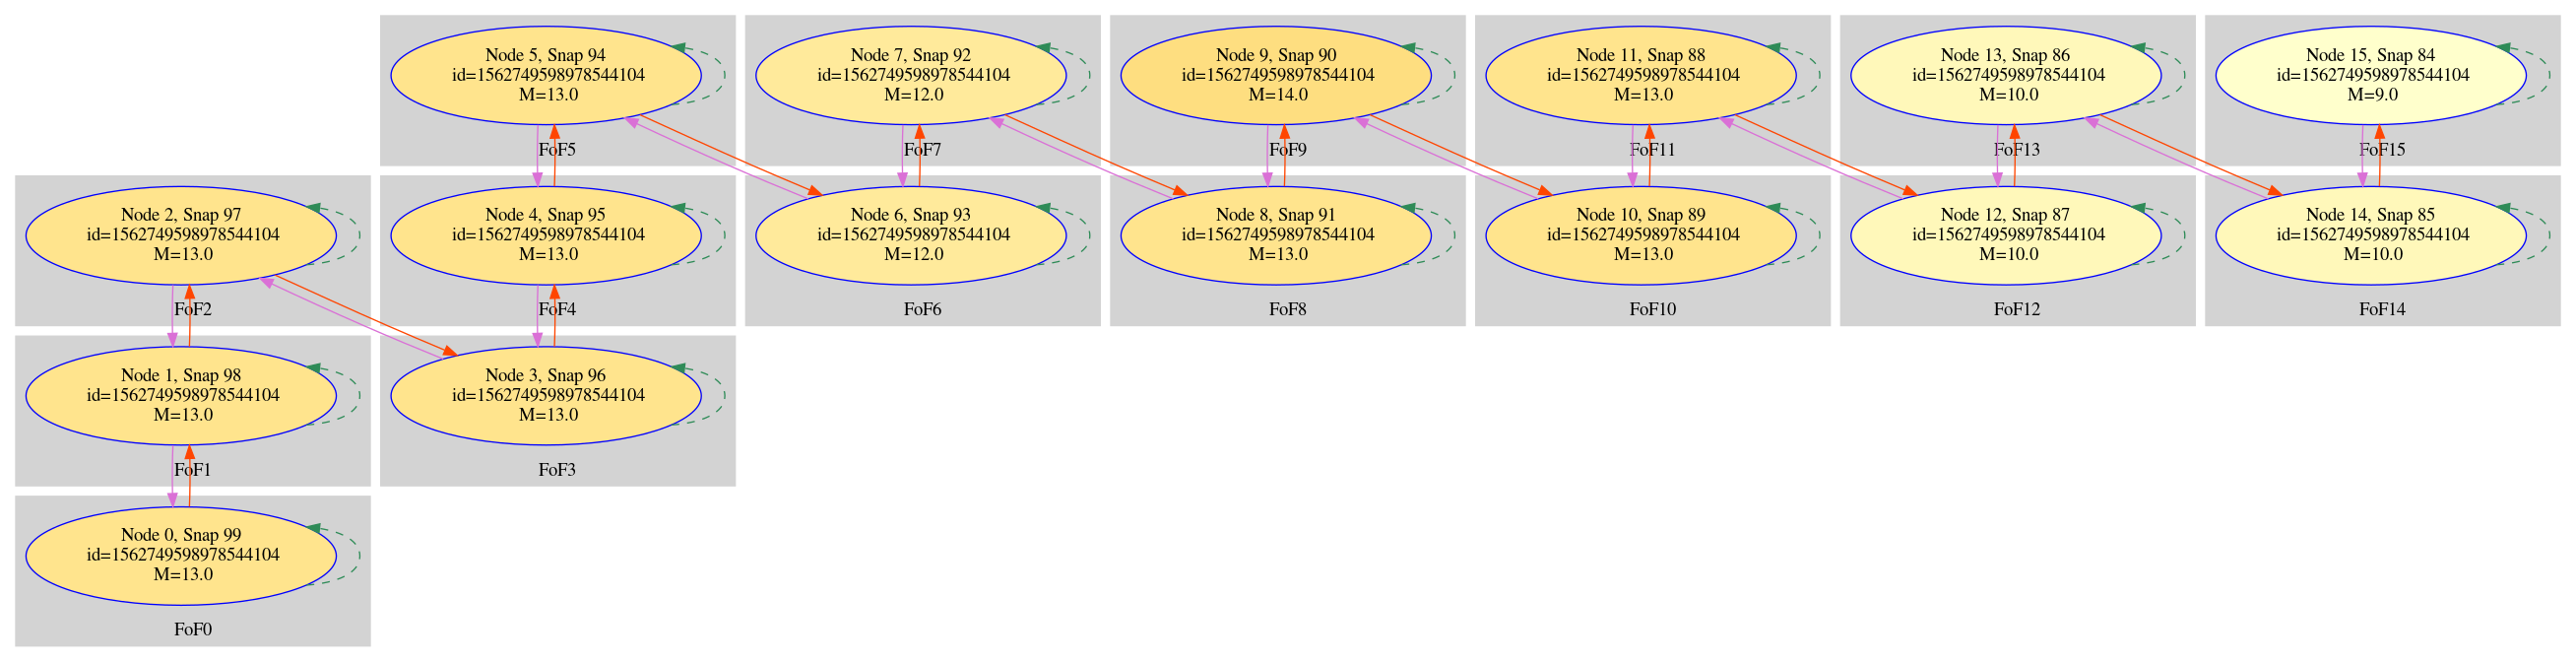 Node 5, Snap 94
id=1562749598978544104
M=13.0
FoF5
Node 7, Snap 92
id=1562749598978544104
M=12.0
FoF7
Node 9, Snap 90
id=1562749598978544104
M=14.0
FoF9
Node 11, Snap 88
id=1562749598978544104
M=13.0
FoF11
Node 13, Snap 86
id=1562749598978544104
M=10.0
FoF13
Node 15, Snap 84
id=1562749598978544104
M=9.0
FoF15
Node 2, Snap 97
id=1562749598978544104
M=13.0
FoF2
Node 4, Snap 95
id=1562749598978544104
M=13.0
FoF4
Node 6, Snap 93
id=1562749598978544104
M=12.0
FoF6
Node 8, Snap 91
id=1562749598978544104
M=13.0
FoF8
Node 10, Snap 89
id=1562749598978544104
M=13.0
FoF10
Node 12, Snap 87
id=1562749598978544104
M=10.0
FoF12
Node 14, Snap 85
id=1562749598978544104
M=10.0
FoF14
Node 1, Snap 98
id=1562749598978544104
M=13.0
FoF1
Node 3, Snap 96
id=1562749598978544104
M=13.0
FoF3
Node 0, Snap 99
id=1562749598978544104
M=13.0
FoF0